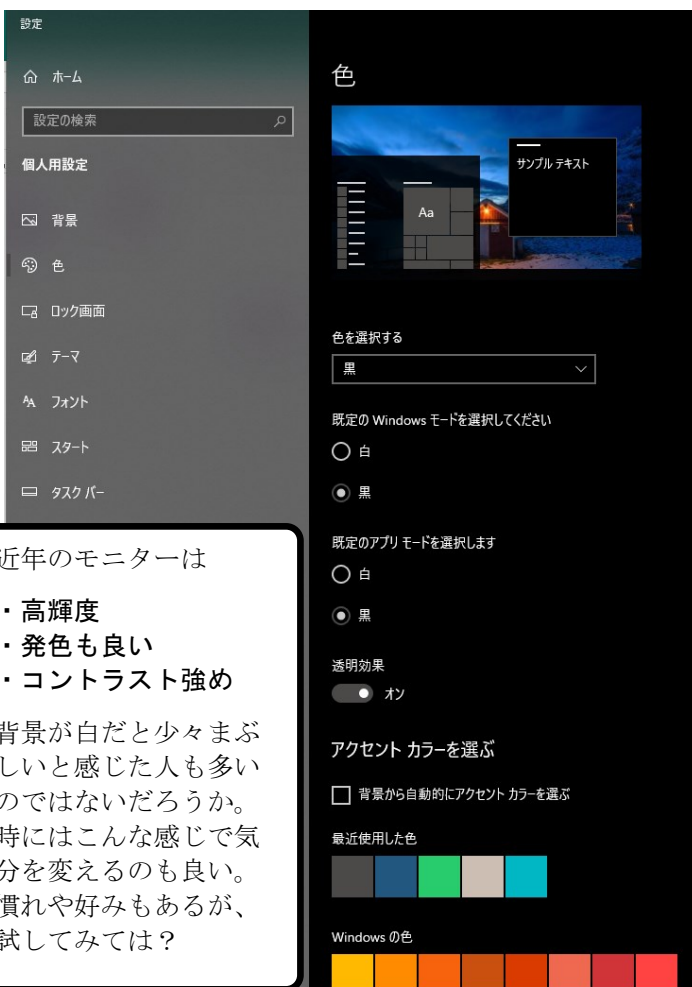 設定
ホーム
設定の検索
個人用設定
背景
色
ロック画面
テーマ
フォント
スタート
タスク バー
色
サンプル テキスト
Aa
色を選択する
黒
既定の Windows モードを選択してください
白
黒
既定のアプリ モードを選択します
白
黒
透明効果
オン
アクセント カラーを選ぶ
背景から自動的にアクセント カラーを選ぶ
最近使用した色
Windows の色
近年のモニターは
・高輝度
・発色も良い
・コントラスト強め
背景が白だと少々まぶ
しいと感じた人も多い
のではないだろうか。
時にはこんな感じで気
分を変えるのも良い。
慣れや好みもあるが、
試してみては？